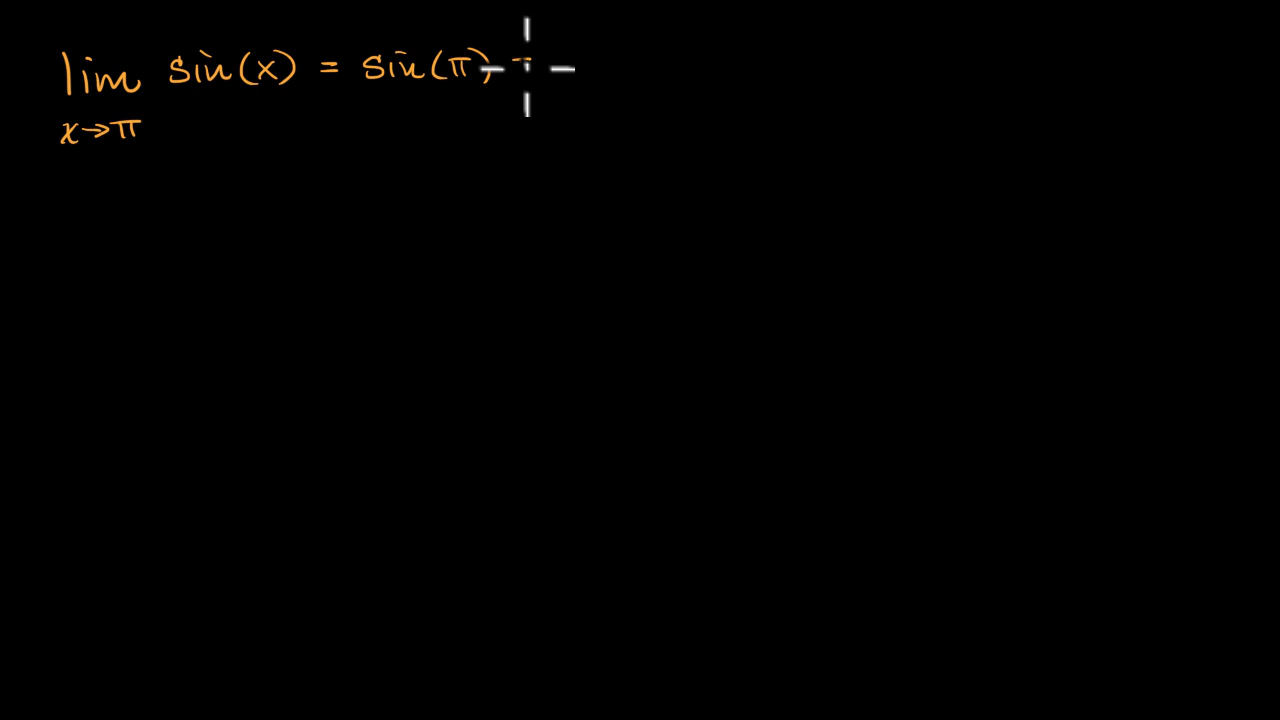 lim sin(x) = sin(π)
x→π